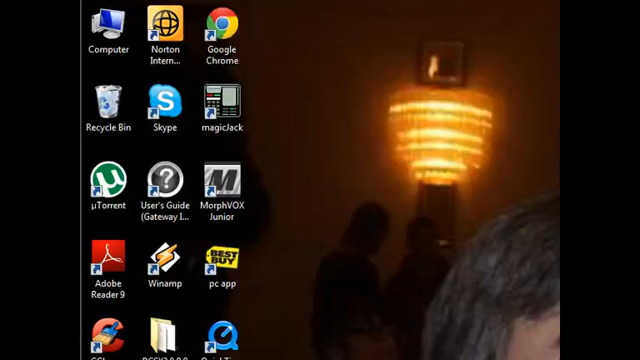 Computer
Norton
Intern...
Google
Chrome
Recycle Bin
Skype
magicJack
µTorrent
User's Guide
(Gateway I...
MorphVOX
Junior
Adobe
Reader 9
Winamp
BEST
BUY
pc app